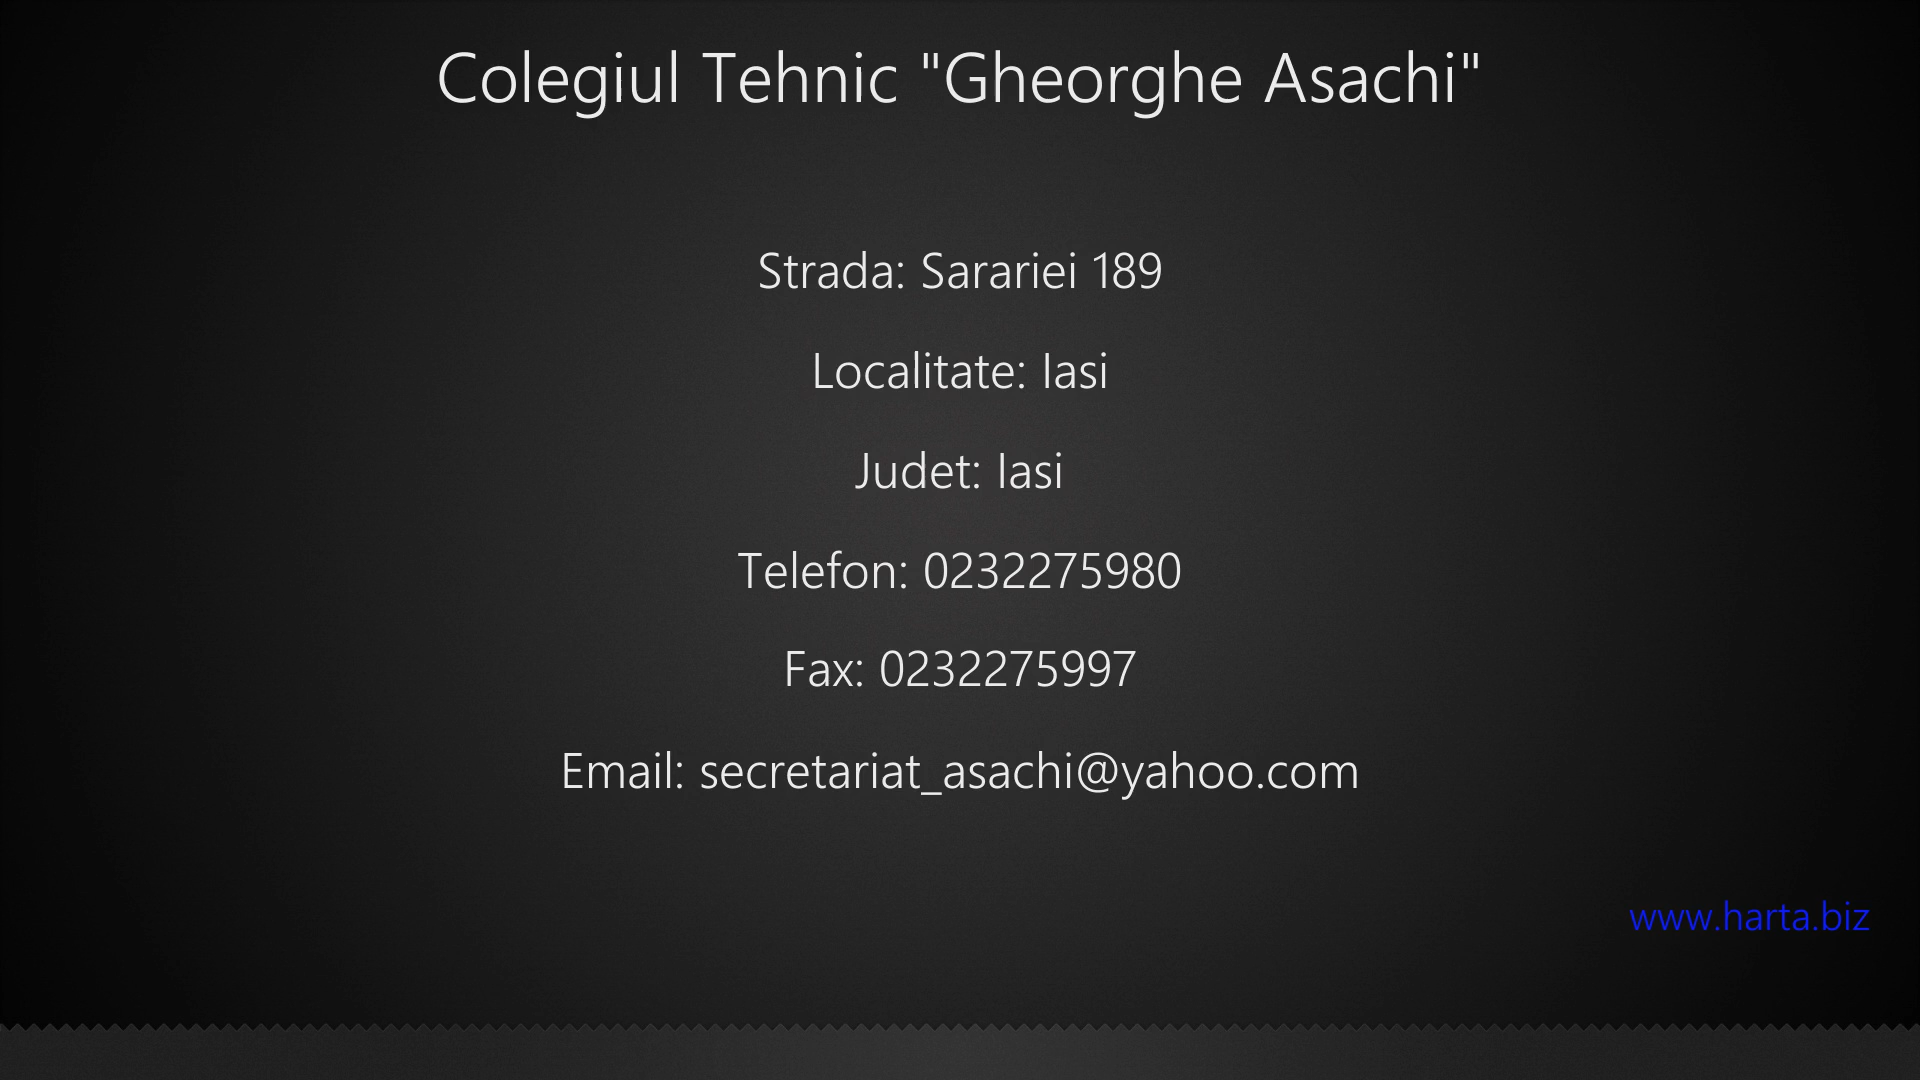 Colegiul Tehnic "Gheorghe Asachi"
Strada: Sarariei 189
Localitate: Iasi
Judet: Iasi
Telefon: 0232275980
Fax: 0232275997
Email: secretariat_asachi@yahoo.com
www.harta.biz